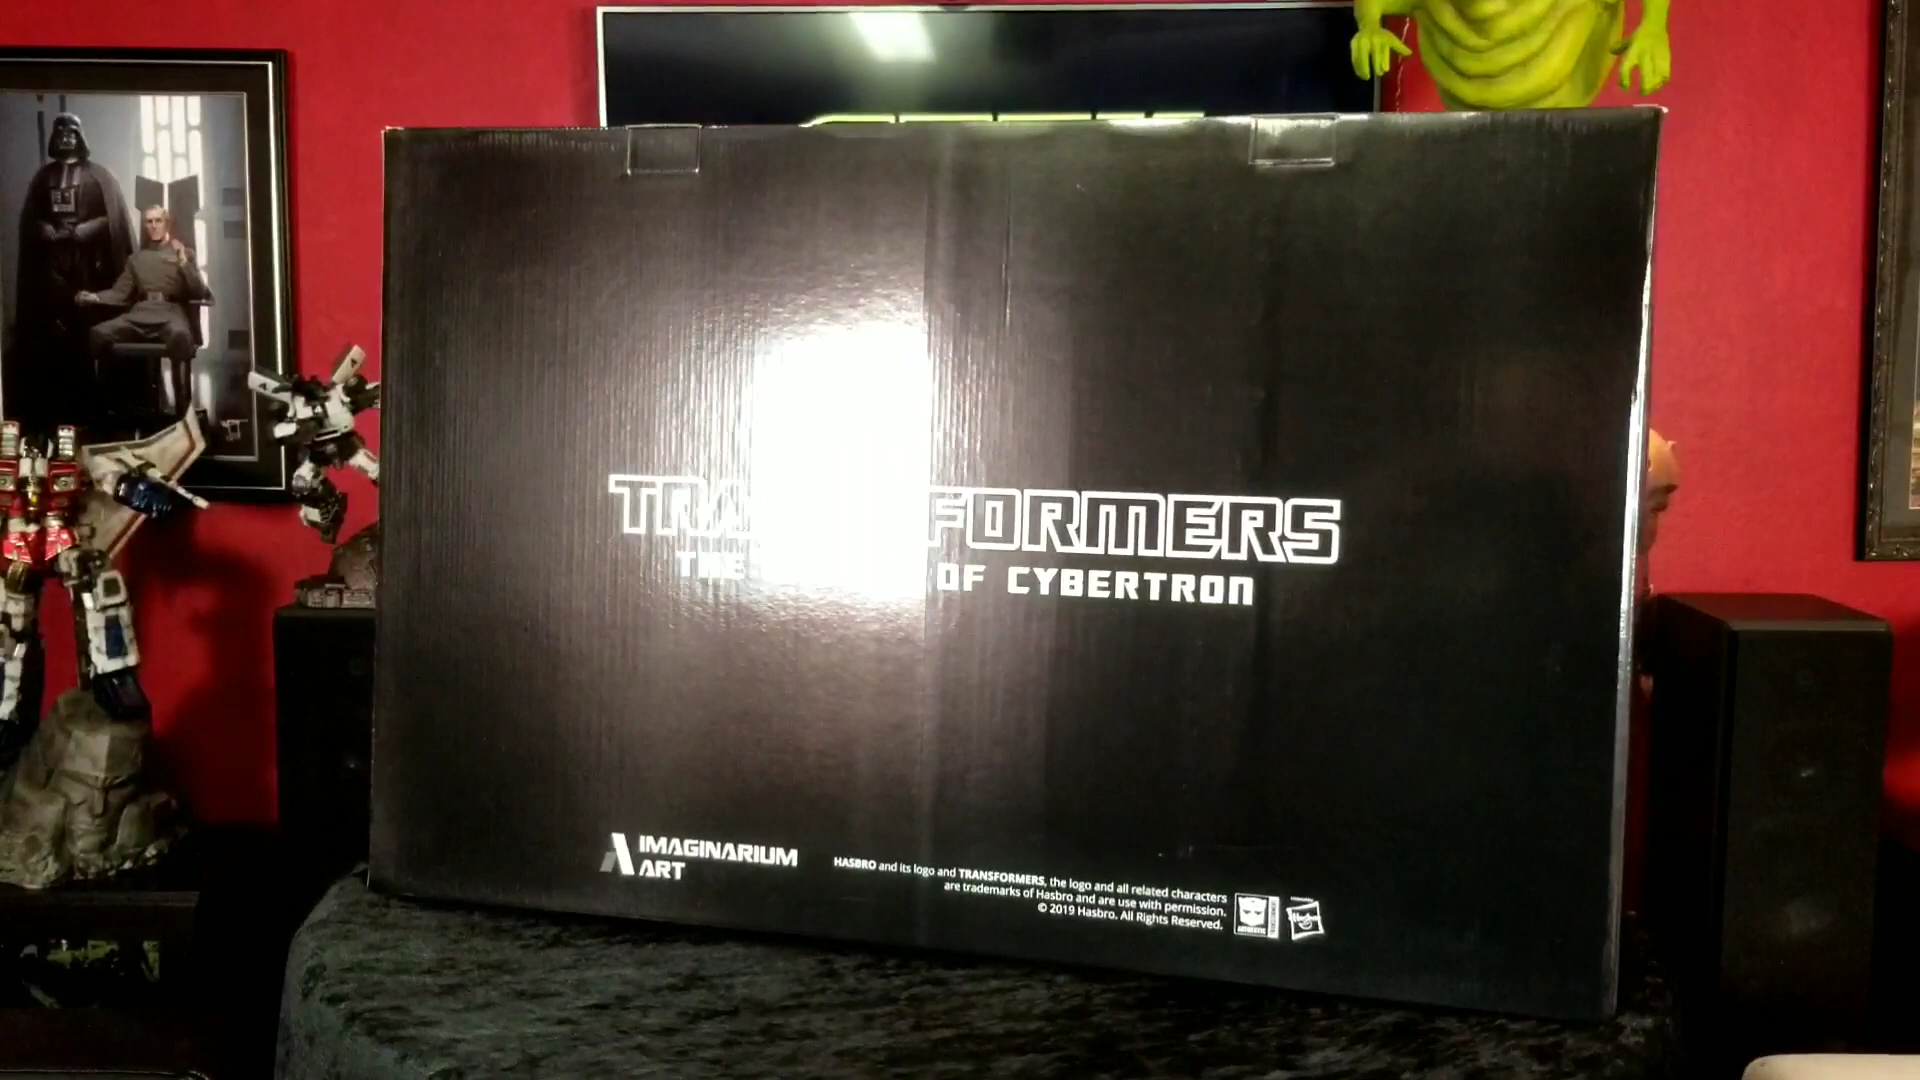 FORMERS
THE OF CYBERTRON
IMAGINARIUM
ART
HASBRO and its logo and TRANSFORMERS, the logo and all related characters
are trademarks of Hasbro and are use with permission.
© 2019 Hasbro. All Rights Reserved.
Hasbro